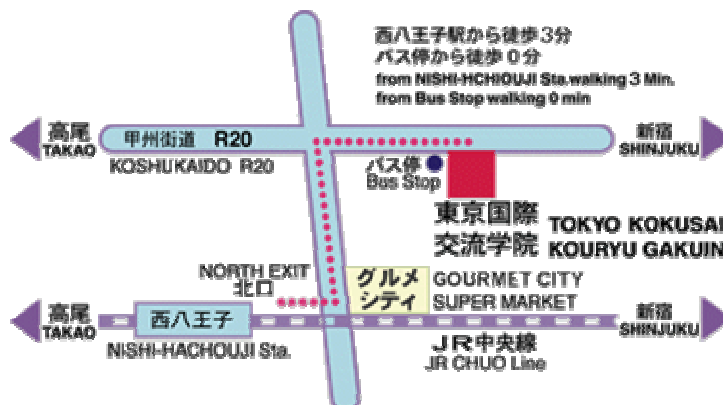 西八王子駅から徒歩3分
バス停から徒歩0分
from NISHI-HCHIOUJI Sta.walking 3 Min.
from Bus Stop walking 0 min
高尾
TAKAO
甲州街道 R20
新宿
SHINJUKU
KOSHUKAIDO R20
バス停
Bus Stop
東京国際
交流学院
TOKYO KOKUSAI
KOURYU GAKUIN
NORTH EXIT
北口
グルメ
シティ
GOURMET CITY
SUPER MARKET
高尾
TAKAO
西八王子
新宿
SHINJUKU
NISHI-HACHOUJI Sta.
JR中央線
JR CHUO Line